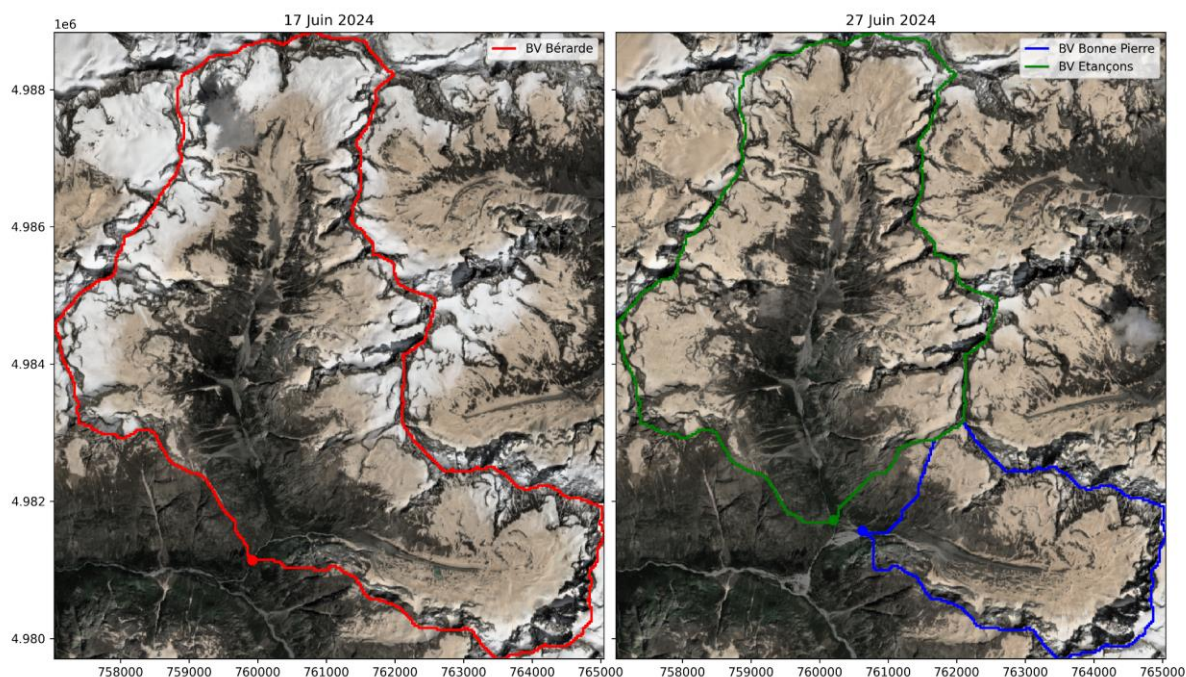 17 Juin 2024
27 Juin 2024
1e6
BV Bérarde
BV Bonne Pierre
BV Etançons
4.988
4.986
4.984
4.982
4.980
758000 759000 760000 761000 762000 763000 764000 765000
758000 759000 760000 761000 762000 763000 764000 765000